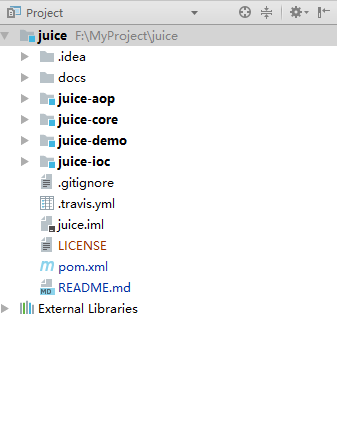 Project
juice F:\MyProject\juice
.idea
docs
juice-aop
juice-core
juice-demo
juice-ioc
.gitignore
.travis.yml
juice.iml
LICENSE
m pom.xml
MD README.md
External Libraries